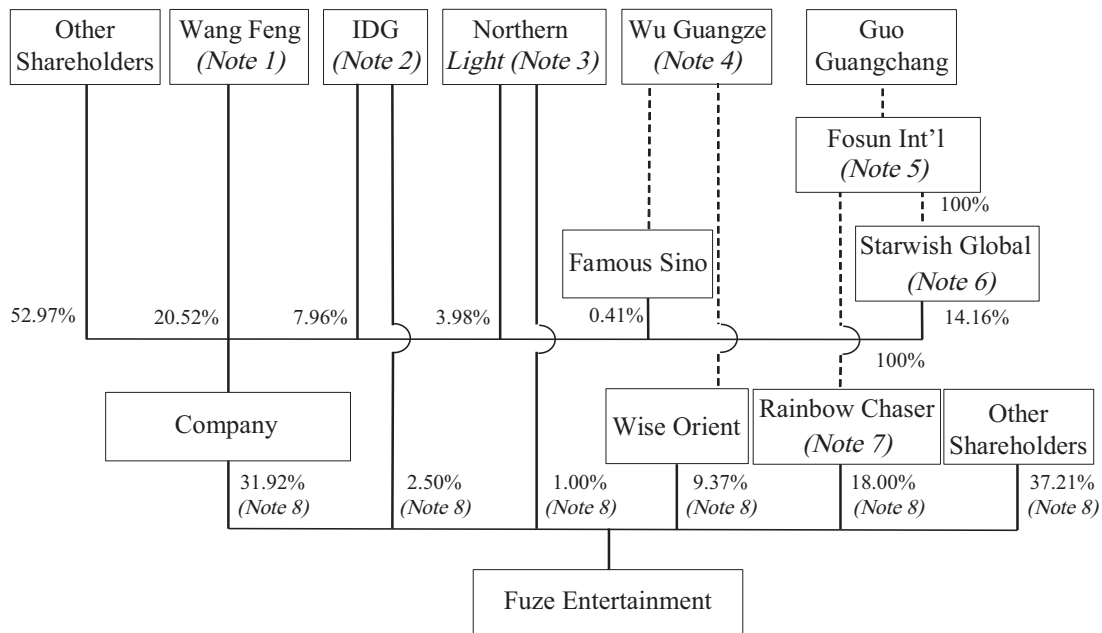 Other
Shareholders
Wang Feng
(Note 1)
IDG
(Note 2)
Northern
Light (Note 3)
Wu Guangze
(Note 4)
Guo
Guangchang
Fosun Int'l
(Note 5)
100%
Famous Sino
Starwish Global
(Note 6)
52.97%
20.52%
7.96%
3.98%
0.41%
14.16%
100%
Company
Wise Orient
Rainbow Chaser
(Note 7)
Other
Shareholders
31.92%
(Note 8)
2.50%
(Note 8)
1.00%
(Note 8)
9.37%
(Note 8)
18.00%
(Note 8)
37.21%
(Note 8)
Fuze Entertainment